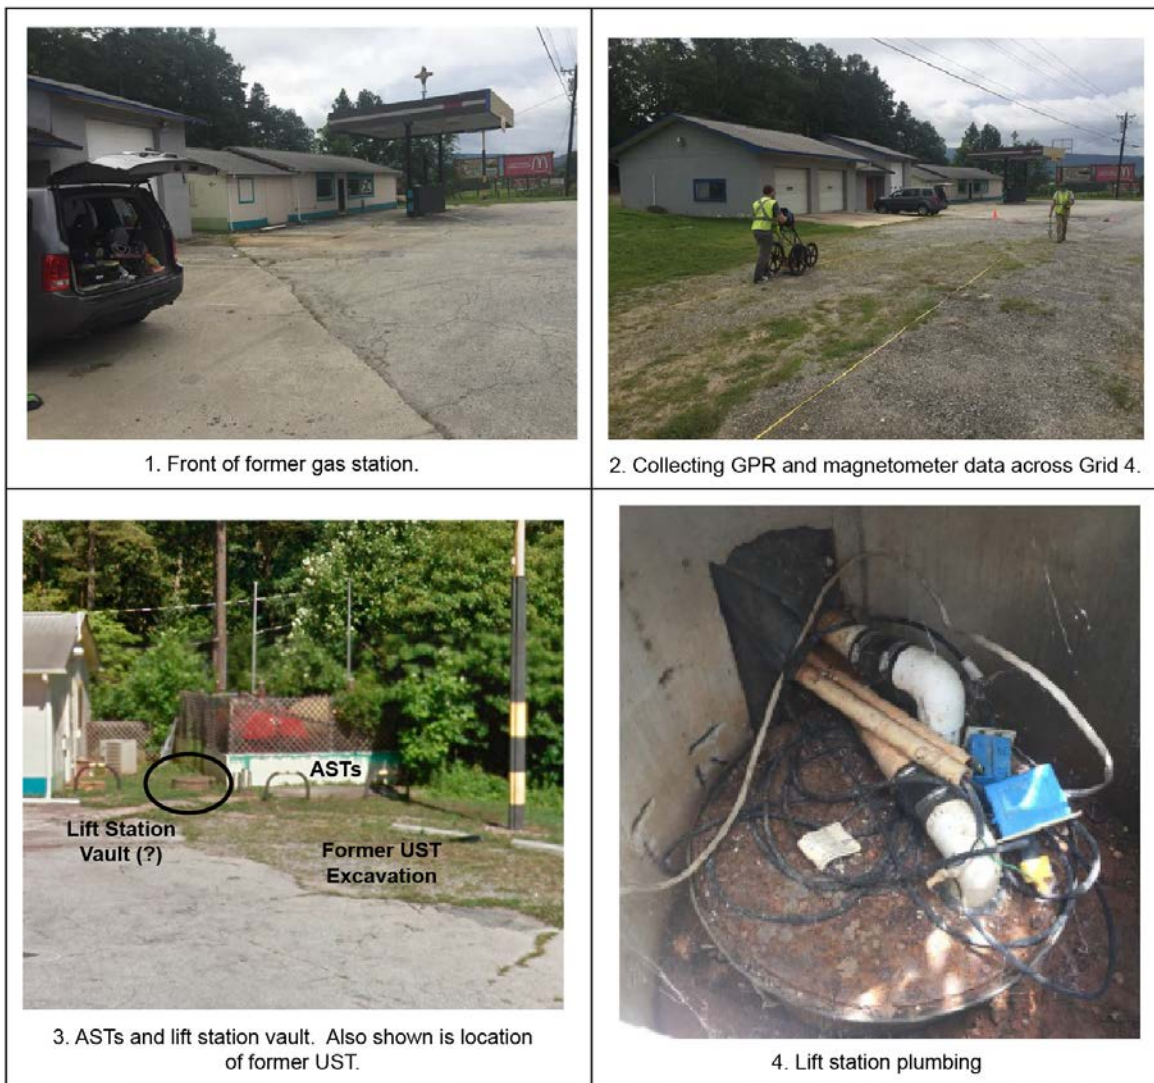 1. Front of former gas station.
2. Collecting GPR and magnetometer data across Grid 4.
ASTs
Lift Station
Vault (?)
Former UST
Excavation
3. ASTs and lift station vault.  Also shown is location
of former UST.
4. Lift station plumbing